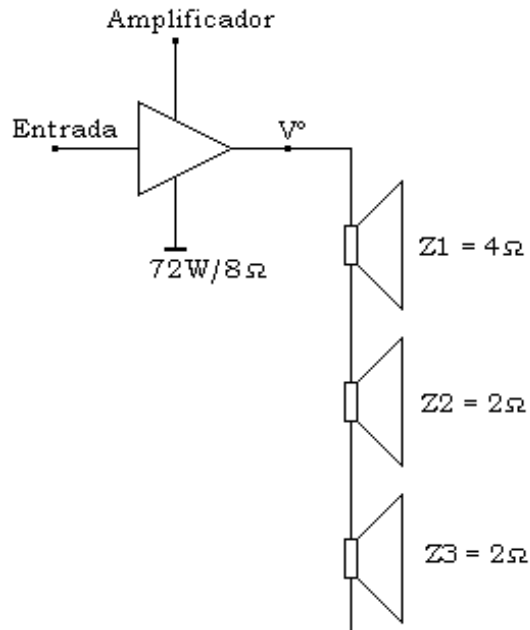 Amplificador
Entrada
V°
72W/8Ω
Z1 = 4Ω
Z2 = 2Ω
Z3 = 2Ω